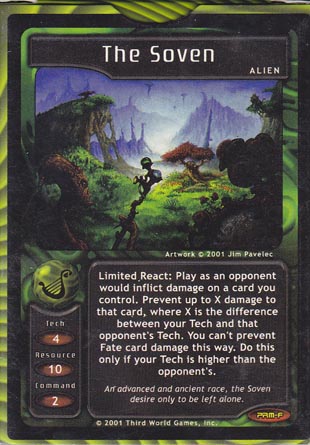 The Soven
ALIEN
Artwork © 2001 Jim Pavelec
Limited React: Play as an opponent
would inflict damage on a card you
control. Prevent up to X damage to
that card, where X is the difference
between your Tech and that
opponent's Tech. You can't prevent
Fate card damage this way. Do this
only if your Tech is higher than the
opponent's.
Tech
4
Resource
10
Command
2
An advanced and ancient race, the Soven
desire only to be left alone.
© 2001 Third World Games, Inc.
PRM-F